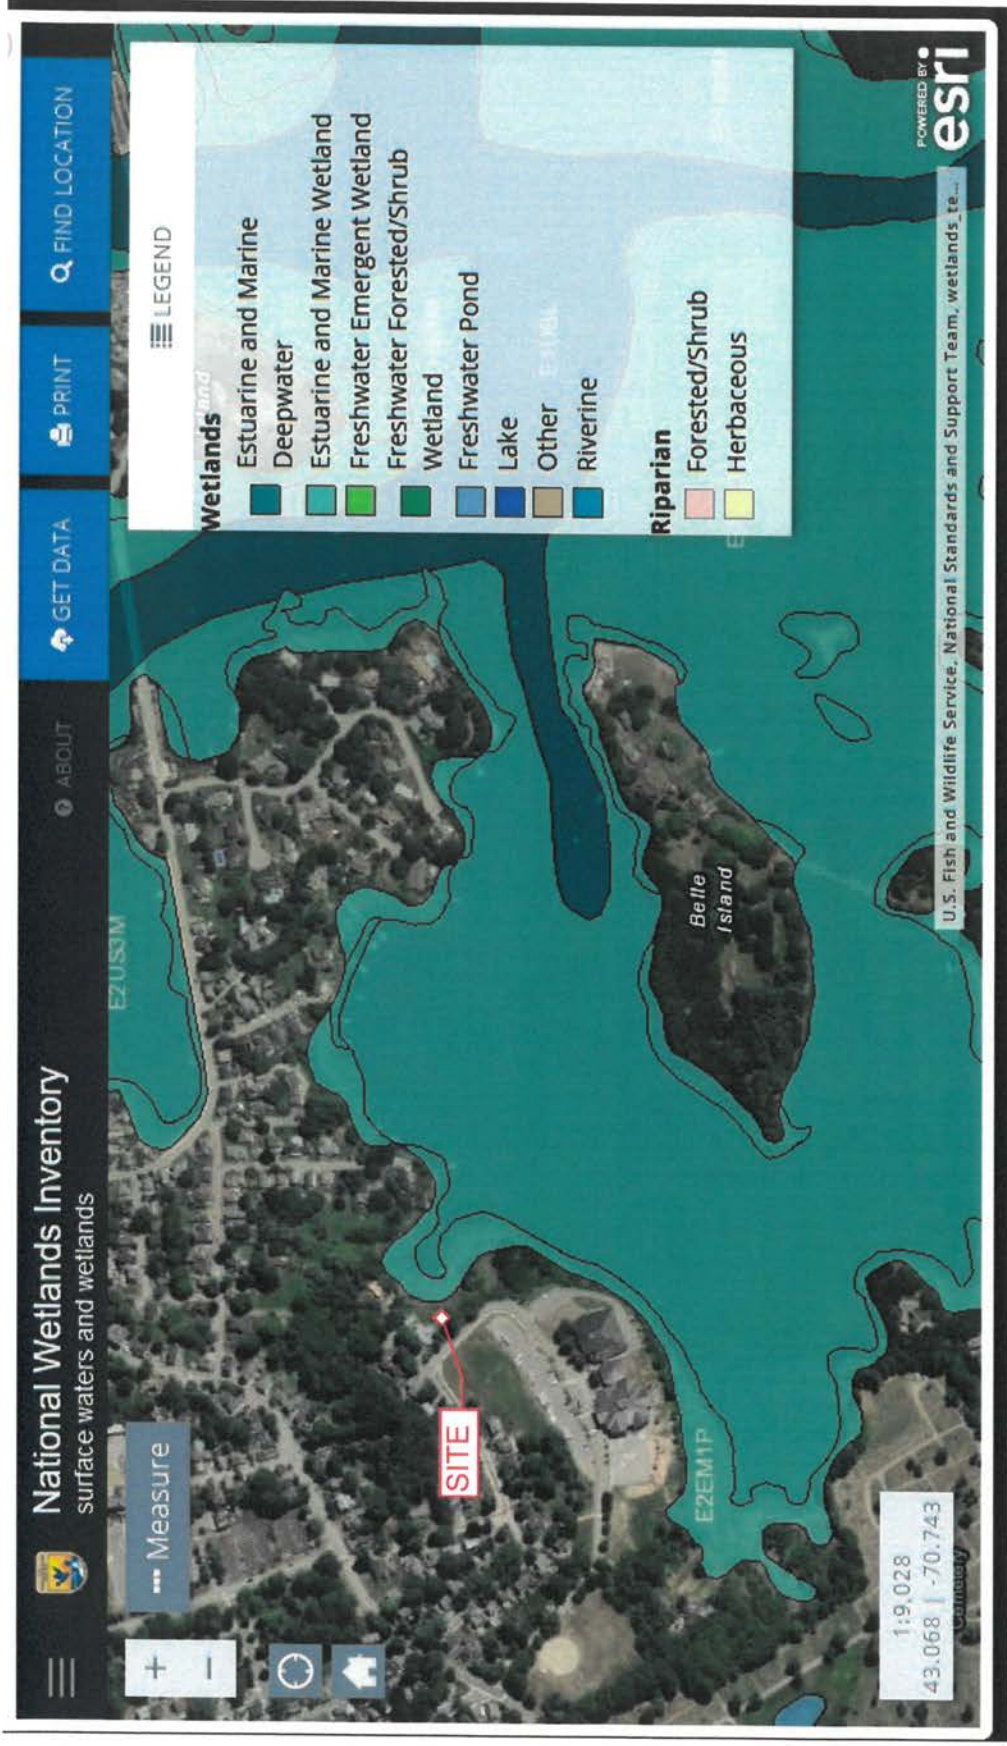 National Wetlands Inventory
surface waters and wetlands
ABOUT
GET DATA
PRINT
FIND LOCATION
+
−
Measure
LEGEND
Wetlands
Estuarine and Marine
Deepwater
Estuarine and Marine Wetland
Freshwater Emergent Wetland
Freshwater Forested/Shrub
Wetland
Freshwater Pond
Lake
Other
Riverine
Riparian
Forested/Shrub
Herbaceous
E2US3M
SITE
Belle
Island
E2EM1P
1:9,028
43.068 | -70.743
Cemetery
U.S. Fish and Wildlife Service, National Standards and Support Team, wetlands_te...
POWERED BY
esri